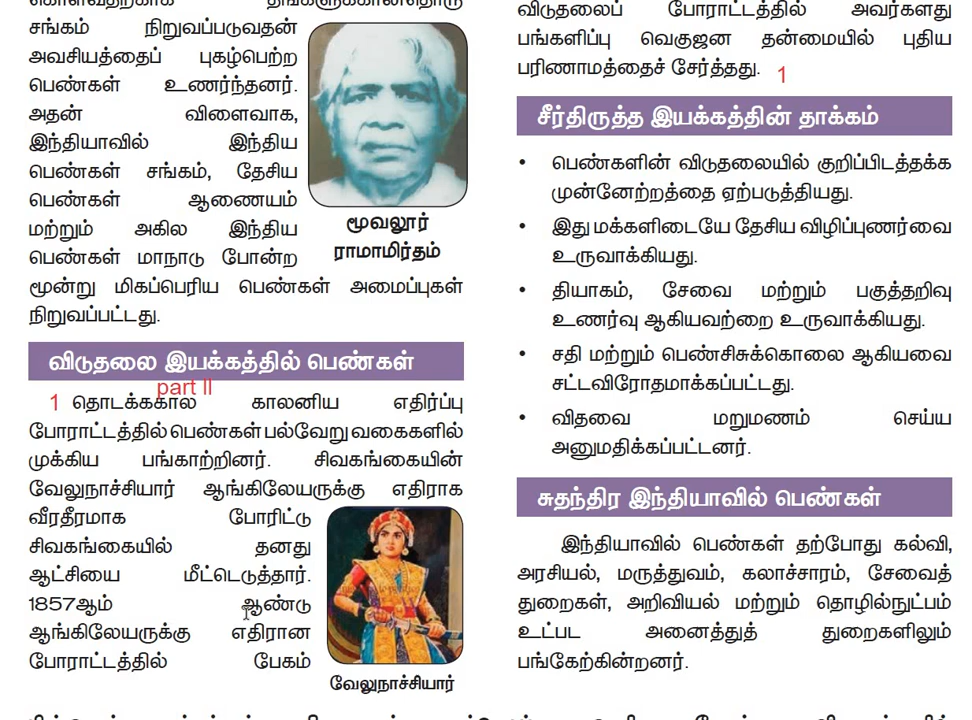 சங்கம் நிறுவப்படுவதன்
அவசியத்தைப் புகழ்பெற்ற
பெண்கள் உணர்ந்தனர்.
அதன் விளைவாக,
இந்தியாவில் இந்திய
பெண்கள் சங்கம், தேசிய
பெண்கள் ஆணையம்
மற்றும் அகில இந்திய
பெண்கள் மாநாடு போன்ற
மூன்று மிகப்பெரிய பெண்கள் அமைப்புகள்
நிறுவப்பட்டது.
மூவலூர்
ராமாமிர்தம்
விடுதலை இயக்கத்தில் பெண்கள்
part II
1 தொடக்ககால காலனிய எதிர்ப்பு
போராட்டத்தில் பெண்கள் பல்வேறு வகைகளில்
முக்கிய பங்காற்றினர். சிவகங்கையின்
வேலுநாச்சியார் ஆங்கிலேயருக்கு எதிராக
வீரதீரமாக போரிட்டு
சிவகங்கையில் தனது
ஆட்சியை மீட்டெடுத்தார்.
1857ஆம் ஆண்டு
ஆங்கிலேயருக்கு எதிரான
போராட்டத்தில் பேகம்
வேலுநாச்சியார்
விடுதலைப் போராட்டத்தில் அவர்களது
பங்களிப்பு வெகுஜன தன்மையில் புதிய
பரிணாமத்தைச் சேர்த்தது. 1
சீர்திருத்த இயக்கத்தின் தாக்கம்
• பெண்களின் விடுதலையில் குறிப்பிடத்தக்க
முன்னேற்றத்தை ஏற்படுத்தியது.
• இது மக்களிடையே தேசிய விழிப்புணர்வை
உருவாக்கியது.
• தியாகம், சேவை மற்றும் பகுத்தறிவு
உணர்வு ஆகியவற்றை உருவாக்கியது.
• சதி மற்றும் பெண்சிசுக்கொலை ஆகியவை
சட்டவிரோதமாக்கப்பட்டது.
• விதவை மறுமணம் செய்ய
அனுமதிக்கப்பட்டனர்.
சுதந்திர இந்தியாவில் பெண்கள்
இந்தியாவில் பெண்கள் தற்போது கல்வி,
அரசியல், மருத்துவம், கலாச்சாரம், சேவைத்
துறைகள், அறிவியல் மற்றும் தொழில்நுட்பம்
உட்பட அனைத்துத் துறைகளிலும்
பங்கேற்கின்றனர்.